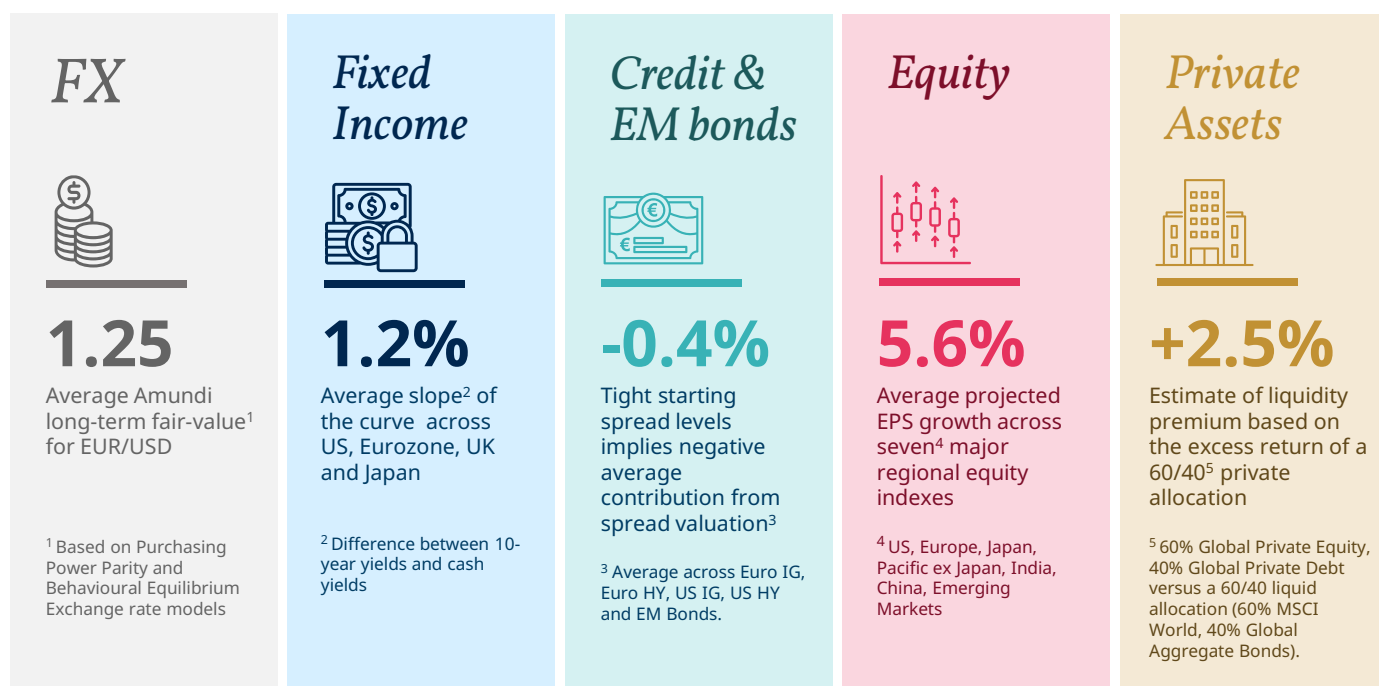 FX
$
1.25
Average Amundi
long-term fair-value¹
for EUR/USD
¹ Based on Purchasing
Power Parity and
Behavioural Equilibrium
Exchange rate models
Fixed
Income
$
$
1.2%
Average slope² of
the curve across
US, Eurozone, UK
and Japan
² Difference between 10-
year yields and cash
yields
Credit &
EM bonds
€
€
-0.4%
Tight starting
spread levels
implies negative
average
contribution from
spread valuation³
³ Average across Euro IG,
Euro HY, US IG, US HY
and EM Bonds.
Equity
5.6%
Average projected
EPS growth across
seven⁴ major
regional equity
indexes
⁴ US, Europe, Japan,
Pacific ex Japan, India,
China, Emerging
Markets
Private
Assets
+2.5%
Estimate of liquidity
premium based on
the excess return of a
60/40⁵ private
allocation
⁵ 60% Global Private Equity,
40% Global Private Debt
versus a 60/40 liquid
allocation (60% MSCI
World, 40% Global
Aggregate Bonds).